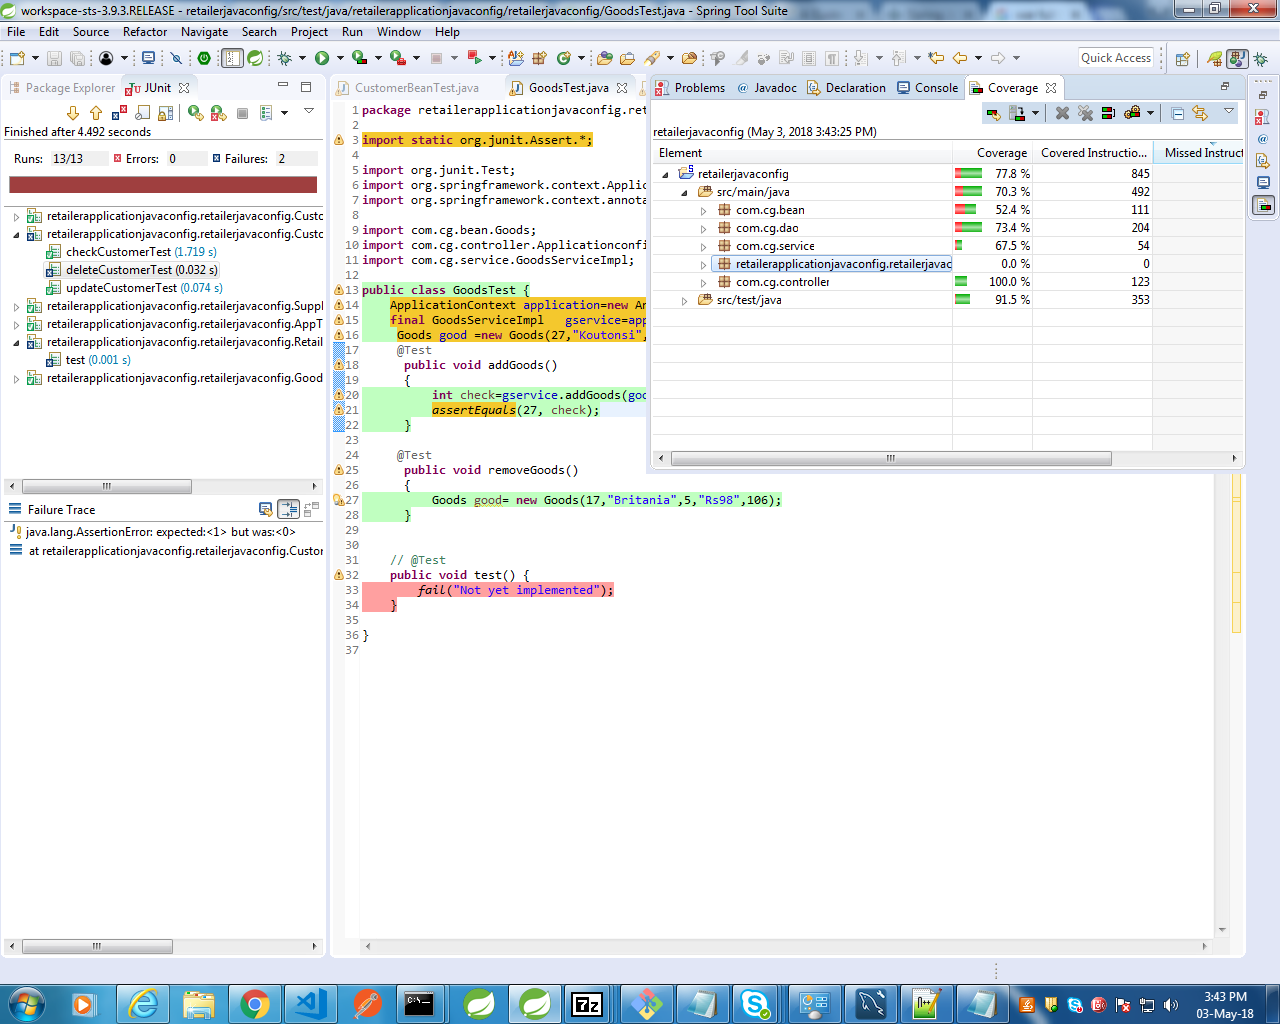 workspace-sts-3.9.3.RELEASE - retailerjavaconfig/src/test/java/retailerapplicationjavaconfig/retailerjavaconfig/GoodsTest.java - Spring Tool Suite
File Edit Source Refactor Navigate Search Project Run Window Help
Quick Access
Package Explorer JUnit
Finished after 4.492 seconds
Runs: 13/13 Errors: 0 Failures: 2
retailerapplicationjavaconfig.retailerjavaconfig.Custc
retailerapplicationjavaconfig.retailerjavaconfig.Custc
checkCustomerTest (1.719 s)
deleteCustomerTest (0.032 s)
updateCustomerTest (0.074 s)
retailerapplicationjavaconfig.retailerjavaconfig.Suppl
retailerapplicationjavaconfig.retailerjavaconfig.AppT
retailerapplicationjavaconfig.retailerjavaconfig.Retail
test (0.001 s)
retailerapplicationjavaconfig.retailerjavaconfig.Good
Failure Trace
java.lang.AssertionError: expected:<1> but was:<0>
at retailerapplicationjavaconfig.retailerjavaconfig.Custor
CustomerBeanTest.java GoodsTest.java
1 package retailerapplicationjavaconfig.ret
2
3 import static org.junit.Assert.*;
4
5 import org.junit.Test;
6 import org.springframework.context.Applic
7 import org.springframework.context.annota
8
9 import com.cg.bean.Goods;
10 import com.cg.controller.Applicationconfi
11 import com.cg.service.GoodsServiceImpl;
12
13 public class GoodsTest {
14 ApplicationContext application=new An
15 final GoodsServiceImpl gservice=app
16 Goods good =new Goods(27,"Koutonsi",
17 @Test
18 public void addGoods()
19 {
20 int check=gservice.addGoods(goo
21 assertEquals(27, check);
22 }
23
24 @Test
25 public void removeGoods()
26 {
27 Goods good= new Goods(17,"Britania",5,"Rs98",106);
28 }
29
30
31 // @Test
32 public void test() {
33 fail("Not yet implemented");
34 }
35
36 }
37
Problems Javadoc Declaration Console Coverage
retailerjavaconfig (May 3, 2018 3:43:25 PM)
Element Coverage Covered Instructio... Missed Instruct
retailerjavaconfig 77.8 % 845
src/main/java 70.3 % 492
com.cg.bean 52.4 % 111
com.cg.dao 73.4 % 204
com.cg.service 67.5 % 54
retailerapplicationjavaconfig.retailerjavac 0.0 % 0
com.cg.controller 100.0 % 123
src/test/java 91.5 % 353
3:43 PM
03-May-18